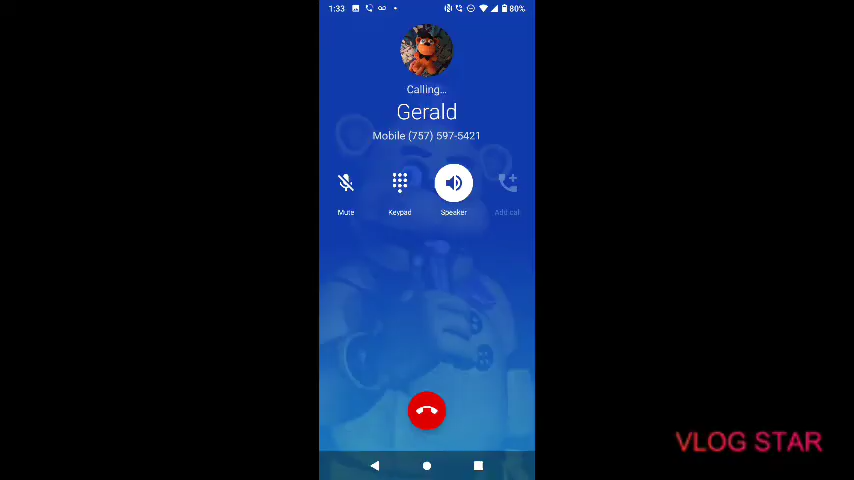 1:33
80%
Calling...
Gerald
Mobile (757) 597-5421
Mute Keypad Speaker Add call
VLOG STAR